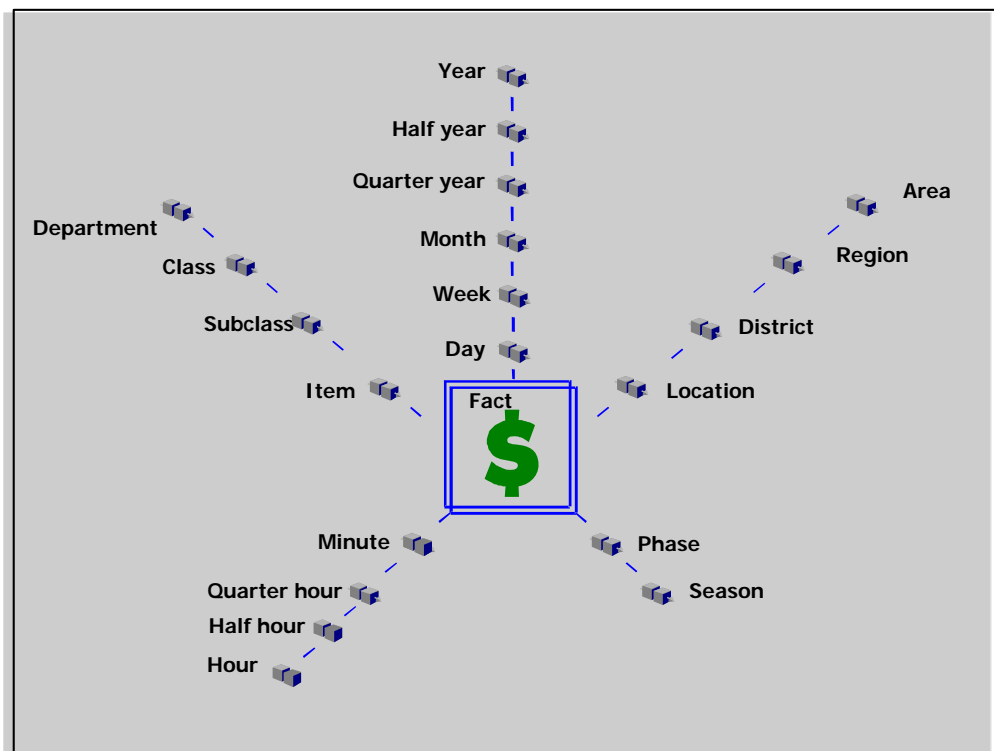 Year
Half year
Quarter year
Month
Week
Day
Department
Class
Subclass
Item
Area
Region
District
Location
Fact
$
Minute
Quarter hour
Half hour
Hour
Phase
Season